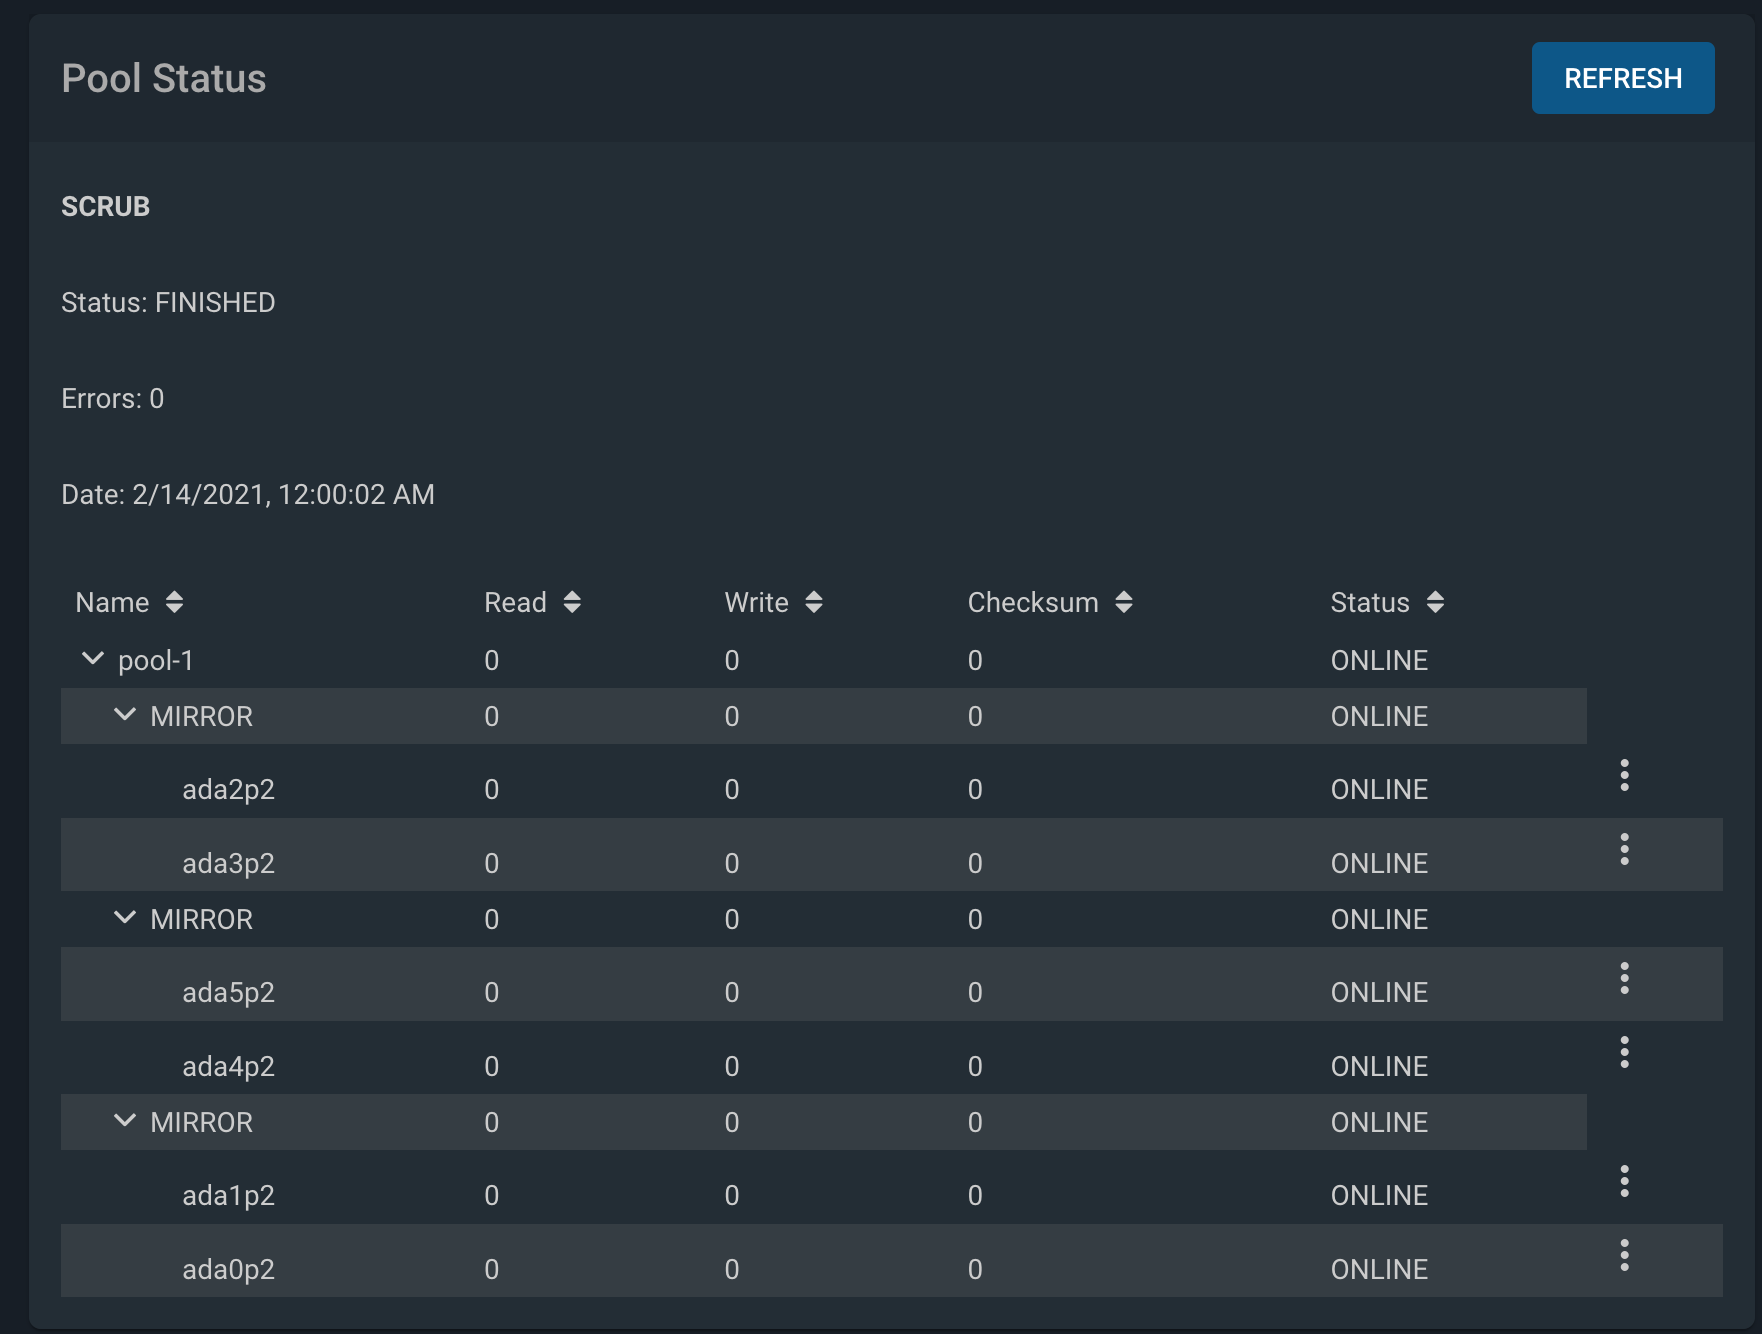 Pool Status
REFRESH
SCRUB
Status: FINISHED
Errors: 0
Date: 2/14/2021, 12:00:02 AM
Name Read Write Checksum Status
pool-1 0 0 0 ONLINE
MIRROR 0 0 0 ONLINE
ada2p2 0 0 0 ONLINE
ada3p2 0 0 0 ONLINE
MIRROR 0 0 0 ONLINE
ada5p2 0 0 0 ONLINE
ada4p2 0 0 0 ONLINE
MIRROR 0 0 0 ONLINE
ada1p2 0 0 0 ONLINE
ada0p2 0 0 0 ONLINE